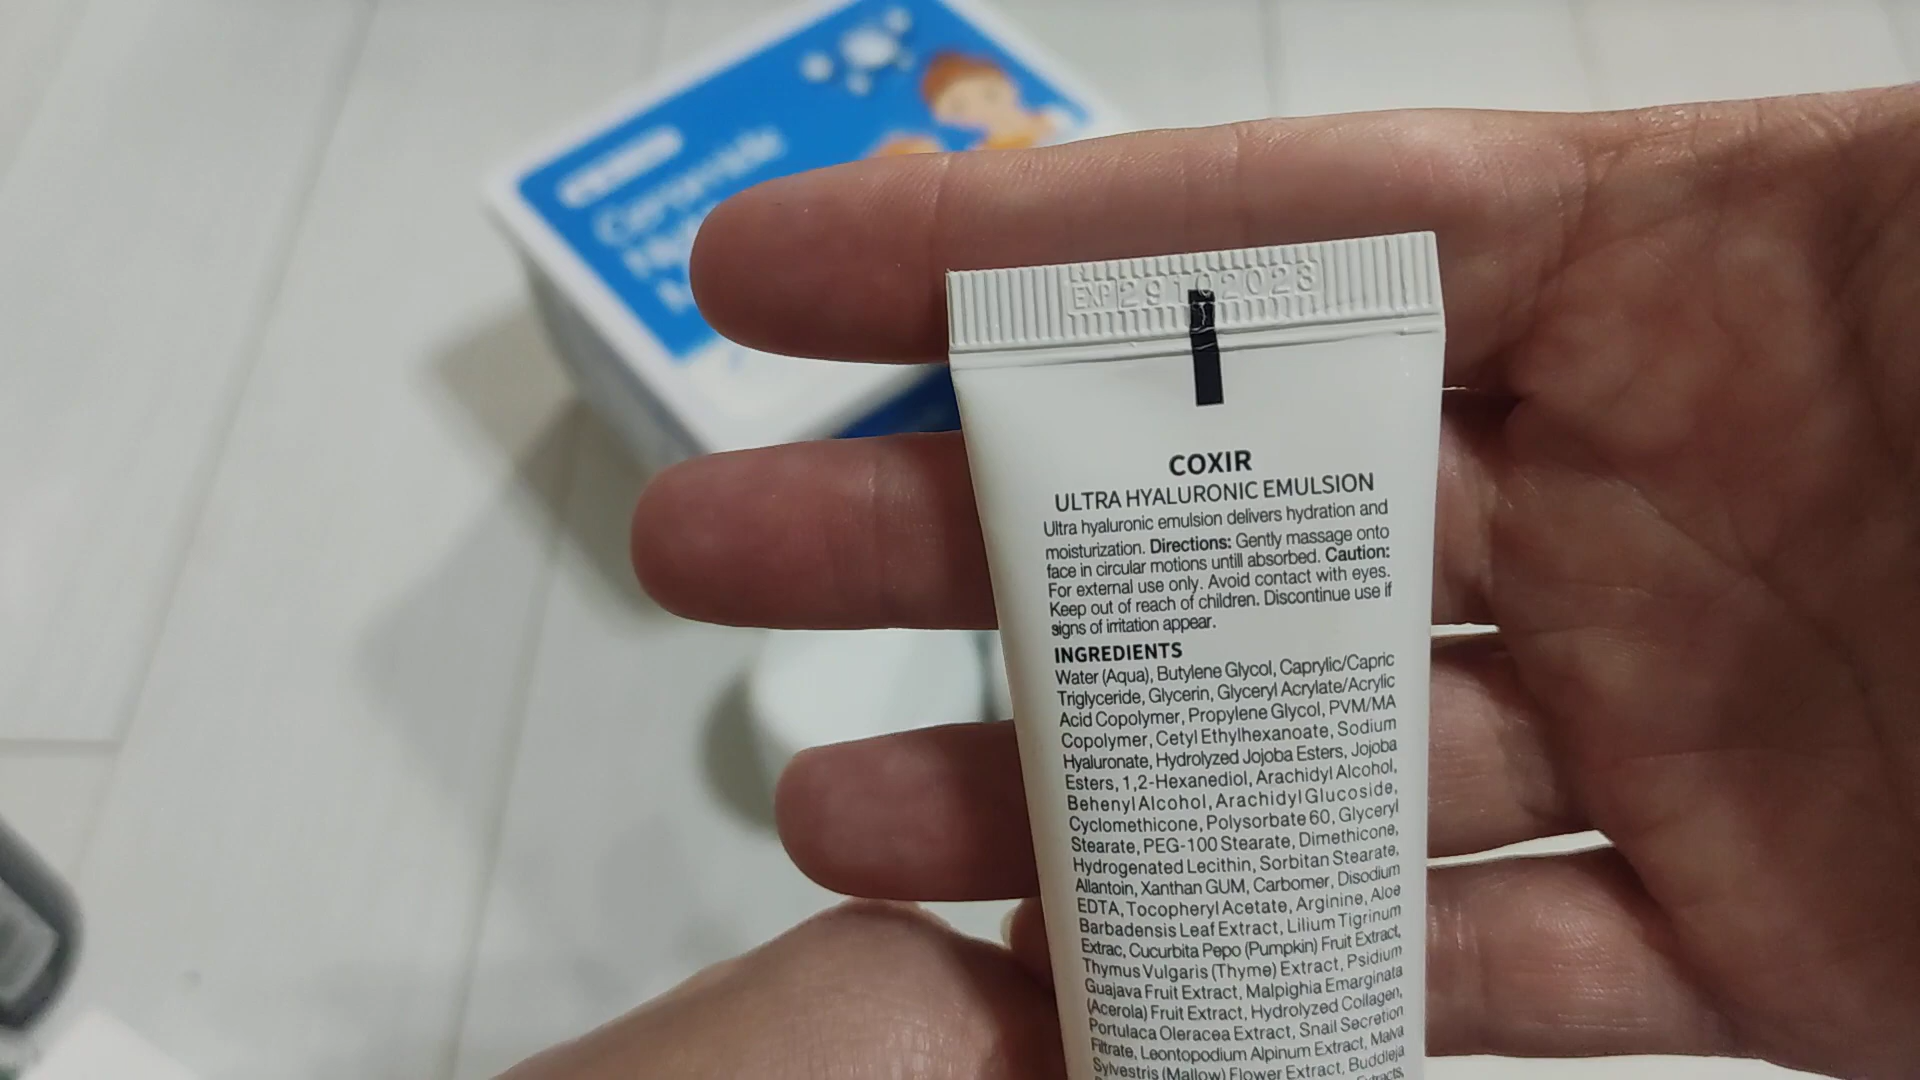 EXP 29102023
COXIR
ULTRA HYALURONIC EMULSION
Ultra hyaluronic emulsion delivers hydration and
moisturization. Directions: Gently massage onto
face in circular motions untill absorbed. Caution:
For external use only. Avoid contact with eyes.
Keep out of reach of children. Discontinue use if
signs of irritation appear.
INGREDIENTS
Water (Aqua), Butylene Glycol, Caprylic/Capric
Triglyceride, Glycerin, Glyceryl Acrylate/Acrylic
Acid Copolymer, Propylene Glycol, PVM/MA
Copolymer, Cetyl Ethylhexanoate, Sodium
Hyaluronate, Hydrolyzed Jojoba Esters, Jojoba
Esters, 1,2-Hexanediol, Arachidyl Alcohol,
Behenyl Alcohol, Arachidyl Glucoside,
Cyclomethicone, Polysorbate 60, Glyceryl
Stearate, PEG-100 Stearate, Dimethicone,
Hydrogenated Lecithin, Sorbitan Stearate,
Allantoin, Xanthan GUM, Carbomer, Disodium
EDTA, Tocopheryl Acetate, Arginine, Aloe
Barbadensis Leaf Extract, Lilium Tigrinum
Extrac, Cucurbita Pepo (Pumpkin) Fruit Extract,
Thymus Vulgaris (Thyme) Extract, Psidium
Guajava Fruit Extract, Malpighia Emarginata
(Acerola) Fruit Extract, Hydrolyzed Collagen,
Portulaca Oleracea Extract, Snail Secretion
Filtrate, Leontopodium Alpinum Extract, Malva
Sylvestris (Mallow) Flower Extract, Buddleja
Extracts,
Ceramide